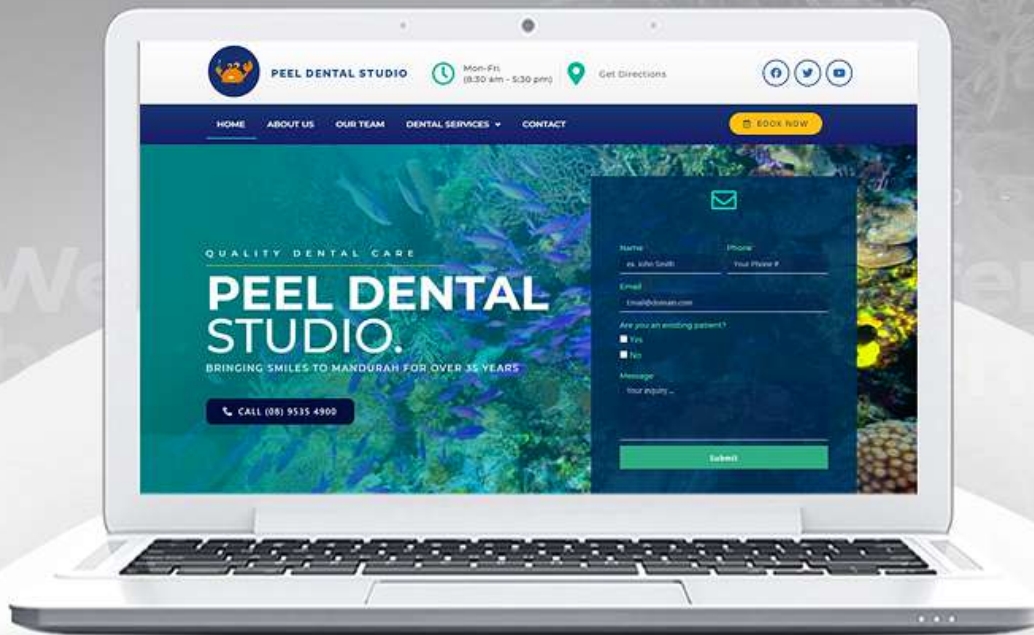 PEEL DENTAL STUDIO
Mon-Fri
(8:30 am - 5:30 pm)
Get Directions
HOME ABOUT US OUR TEAM DENTAL SERVICES CONTACT
BOOK NOW
QUALITY DENTAL CARE
PEEL DENTAL
STUDIO.
BRINGING SMILES TO MANDURAH FOR OVER 35 YEARS
CALL (08) 9535 4900
Name Phone
ex. John Smith Your Phone #
Email
Email@domain.com
Are you an existing patient?
Yes
No
Message
Your inquiry ...
Submit
We